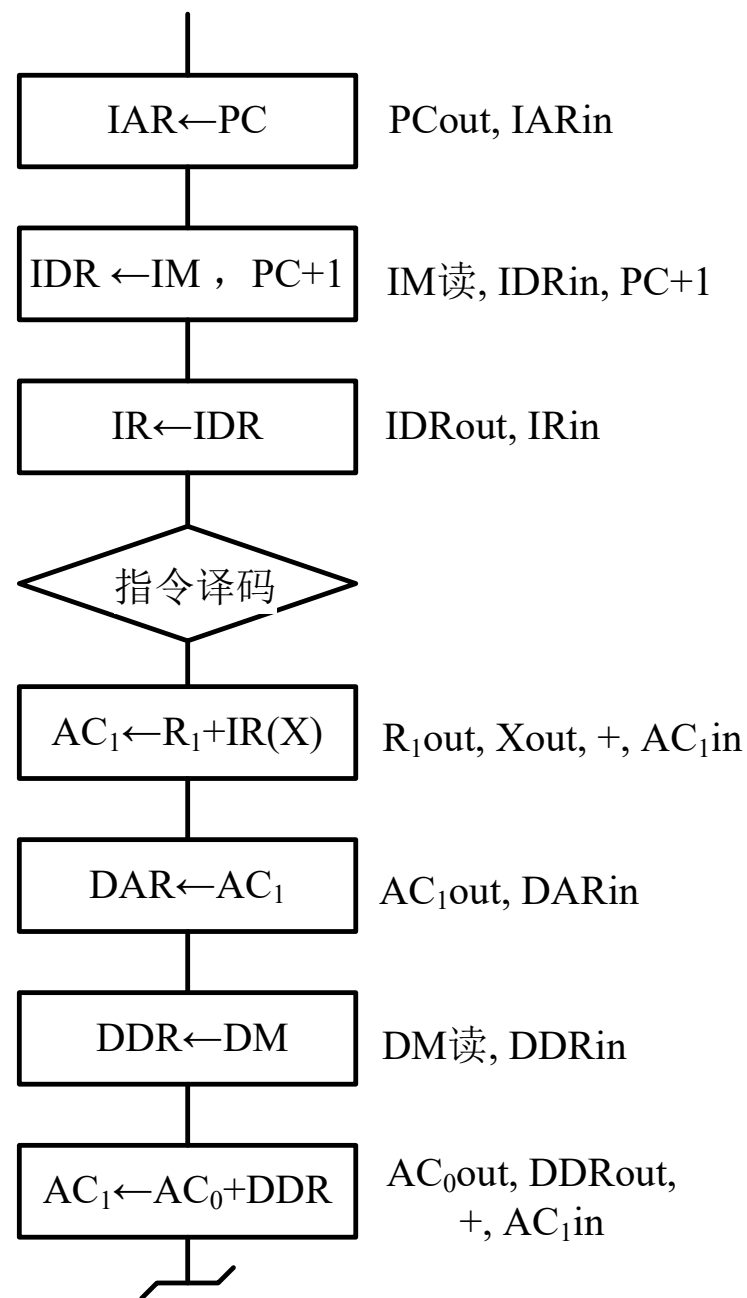 IAR←PC PCout, IARin
IDR ←IM ，PC+1 IM读, IDRin, PC+1
IR←IDR IDRout, IRin
指令译码
AC₁←R₁+IR(X) R₁out, Xout, +, AC₁in
DAR←AC₁ AC₁out, DARin
DDR←DM DM读, DDRin
AC₁←AC₀+DDR AC₀out, DDRout,
+, AC₁in